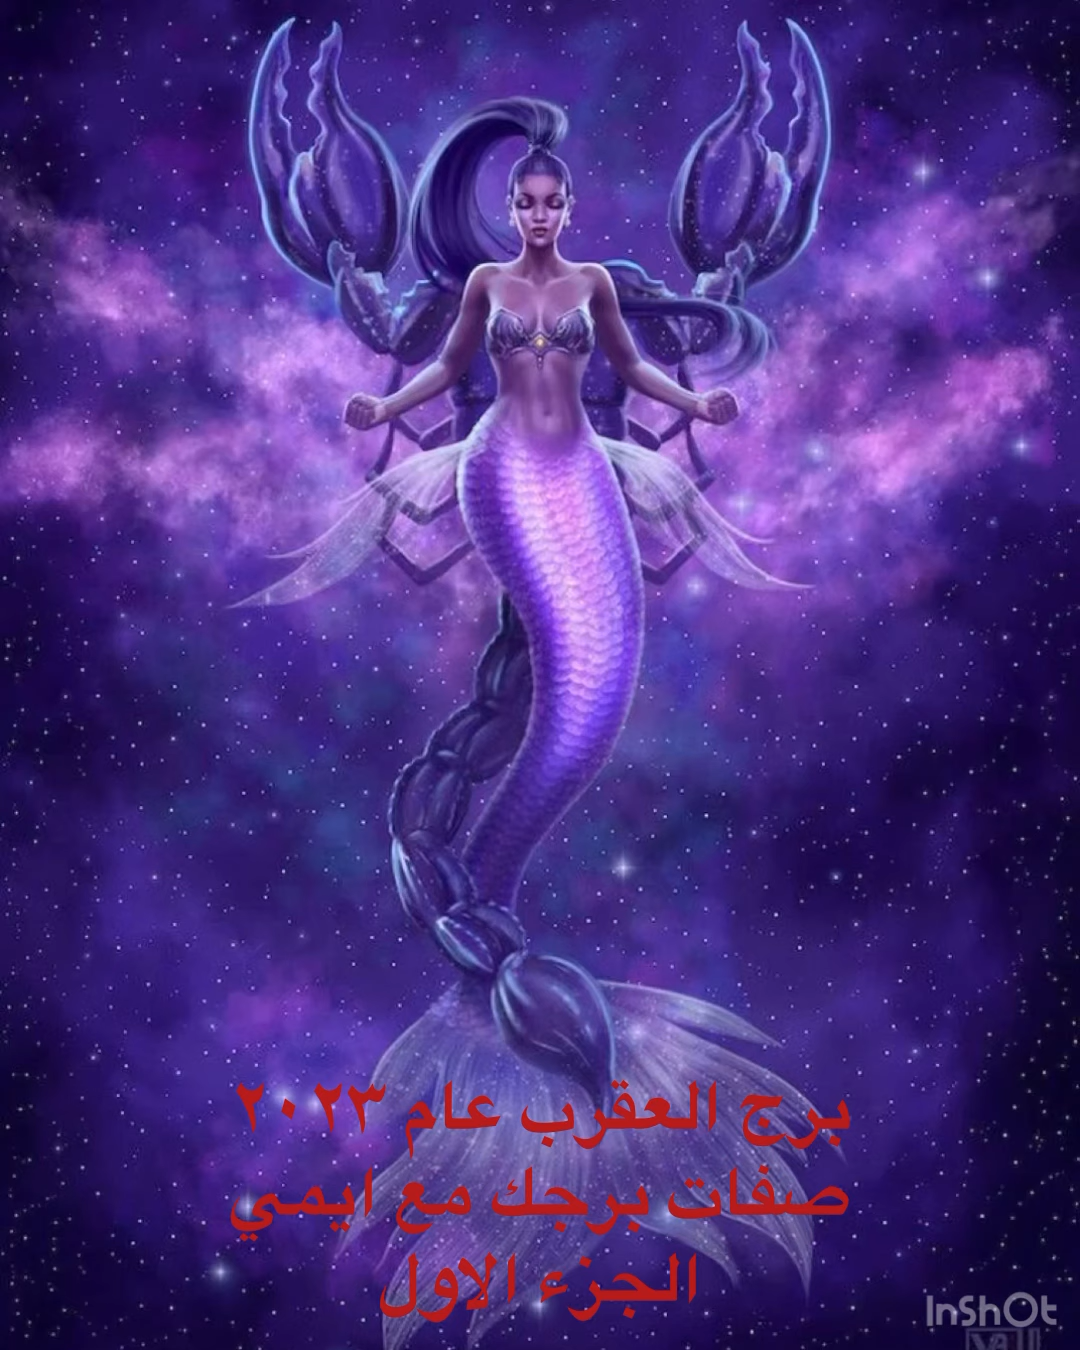 برج العقرب عام ٢٠٢٣
صفات برجك مع ايمي
الجزء الاول
InShOt